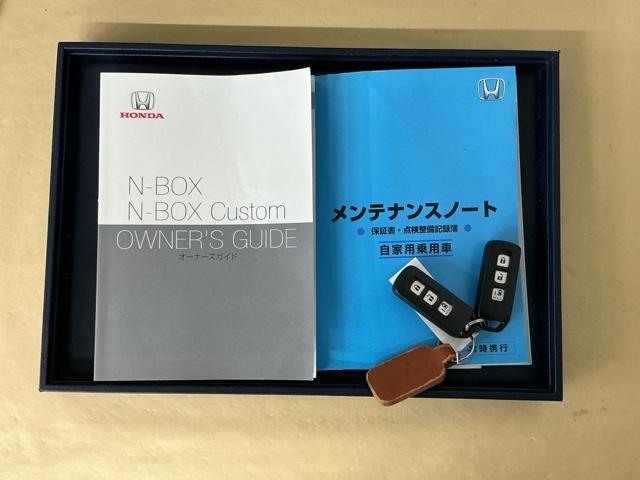 HONDA
N-BOX
N-BOX Custom
OWNER'S GUIDE
オーナーズガイド
メンテナンスノート
保証書・点検整備記録簿
自家用乗用車
時携行